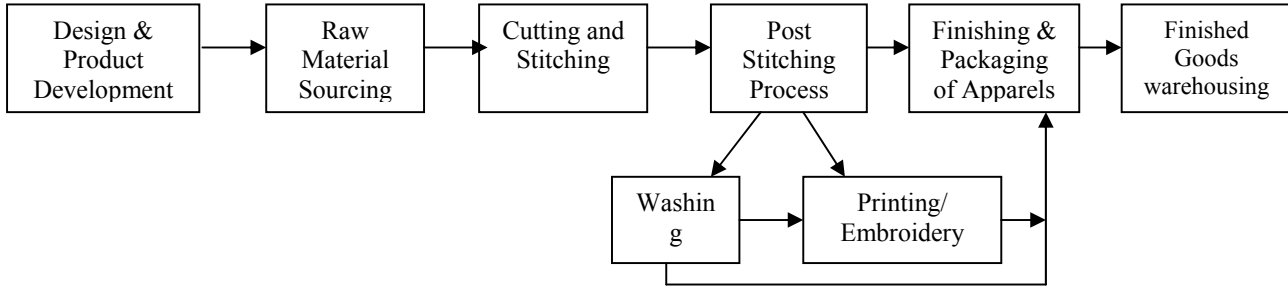 Design &
Product
Development
Raw
Material
Sourcing
Cutting and
Stitching
Post
Stitching
Process
Finishing &
Packaging
of Apparels
Finished
Goods
warehousing
Washin
g
Printing/
Embroidery